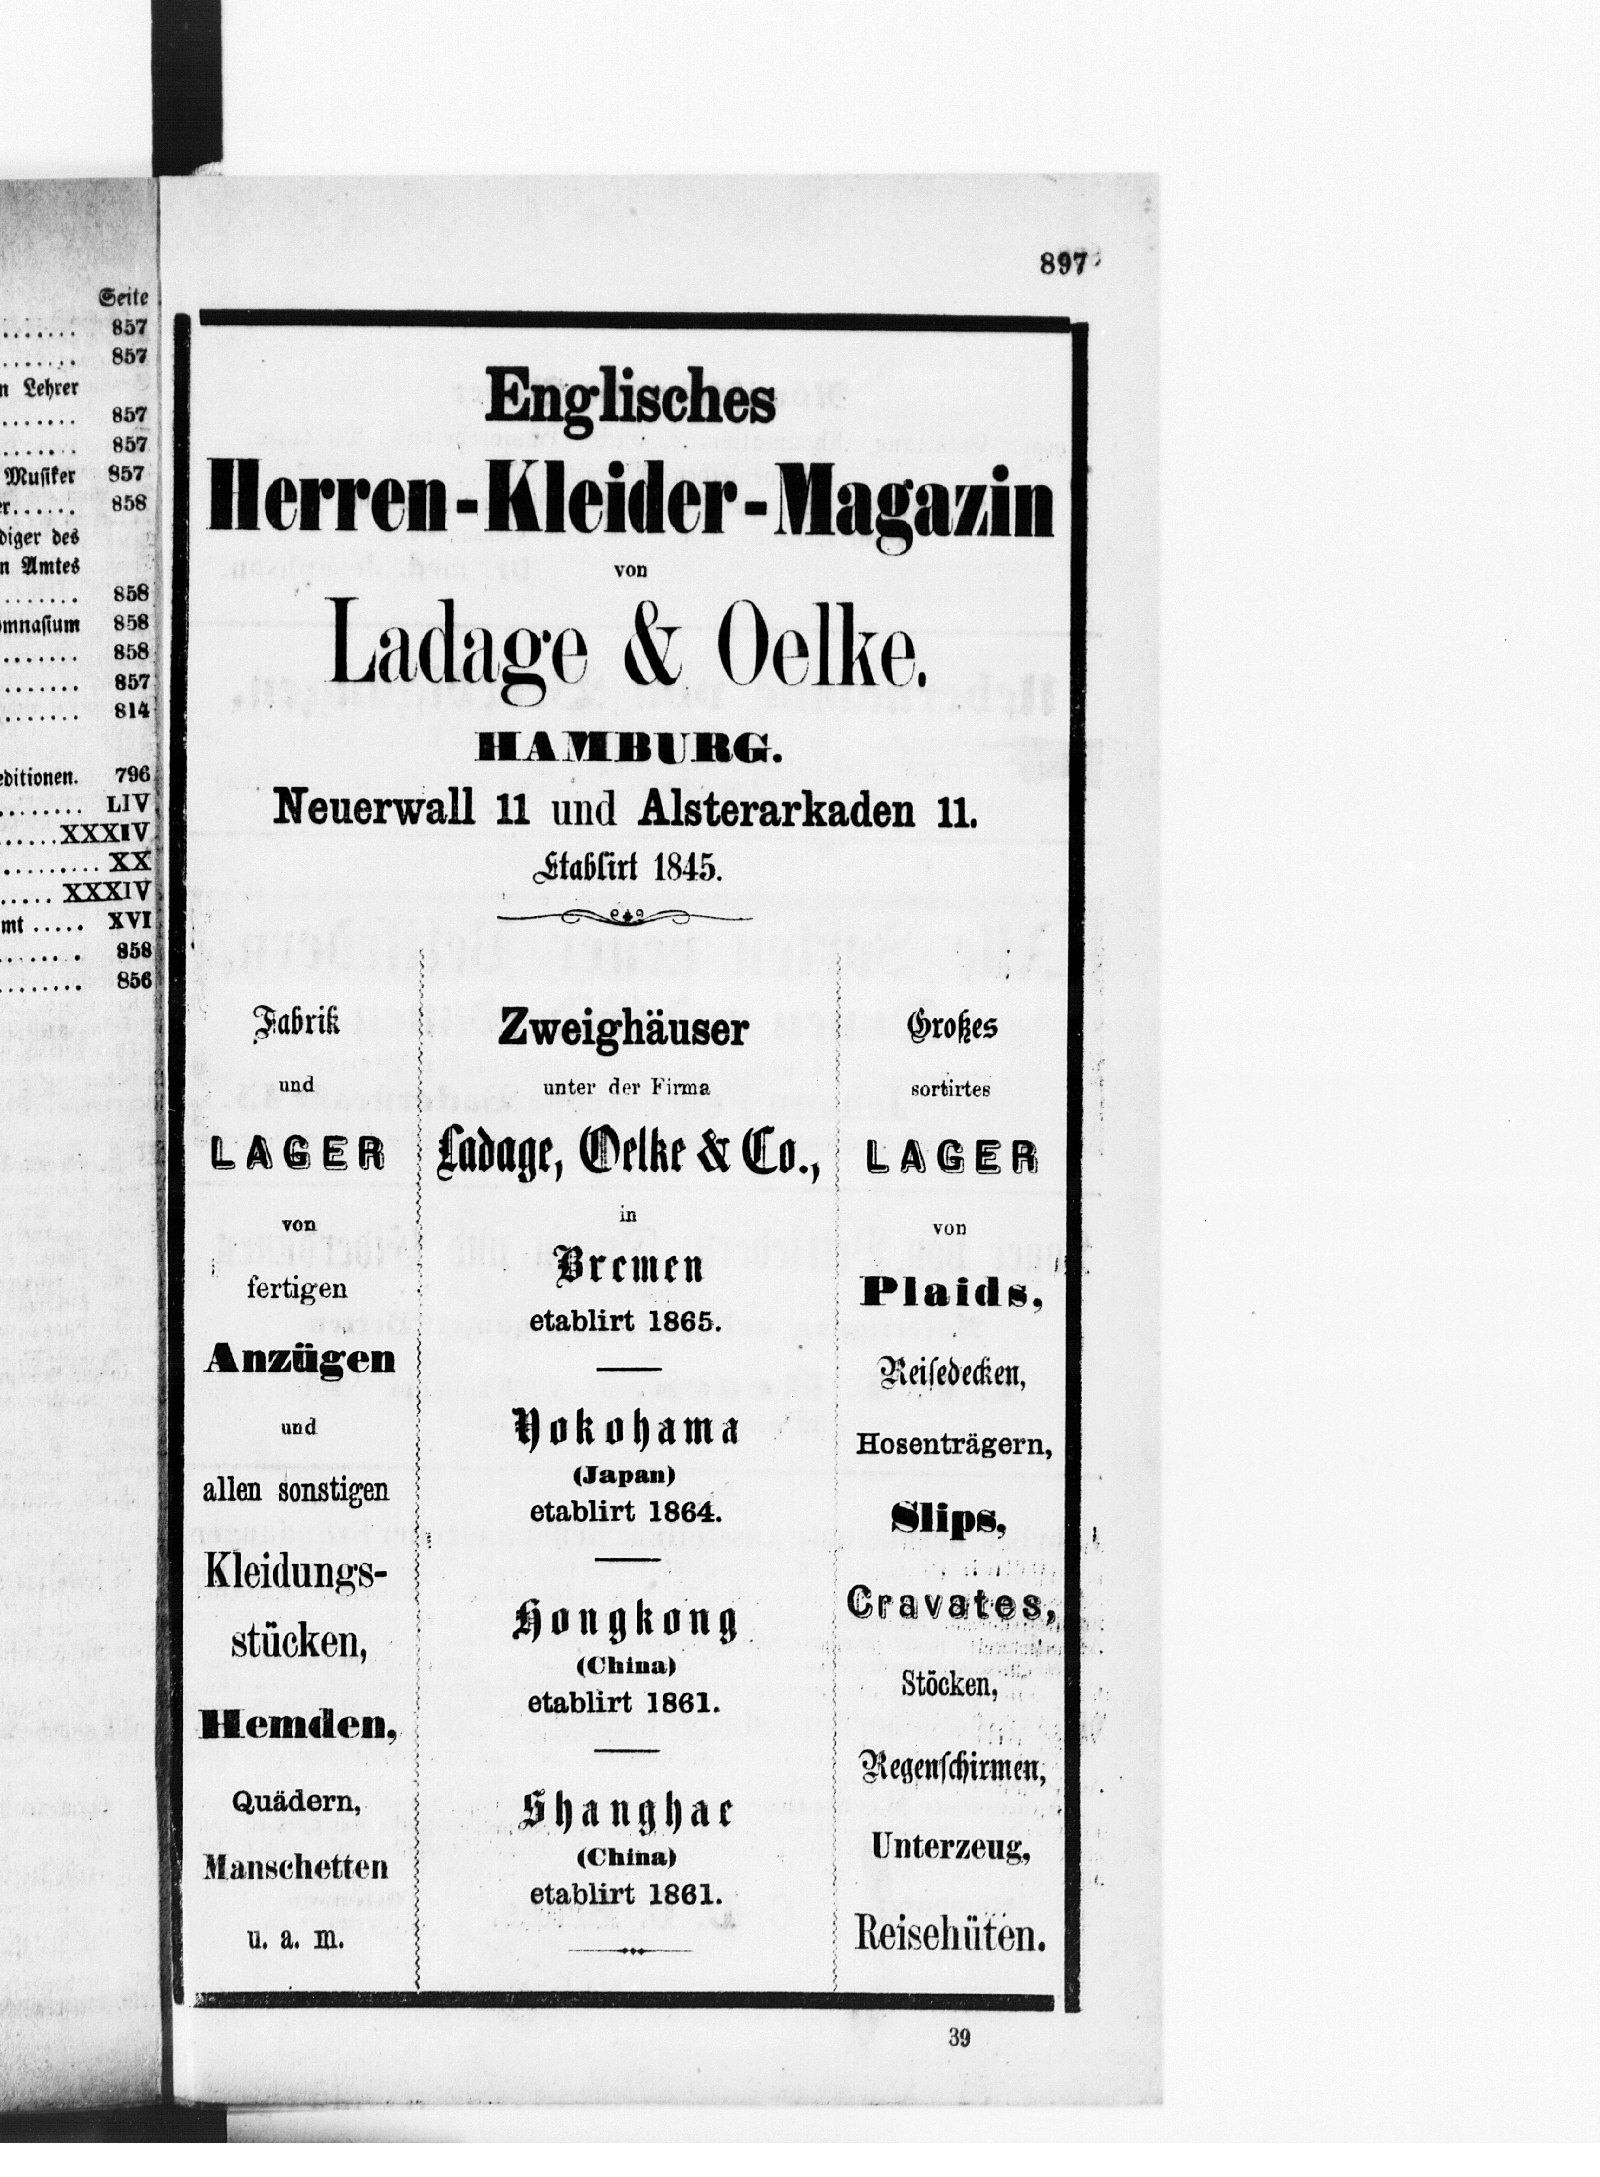 Seite
857
857
n Lehrer
857
857
Musiker 857
er...... 858
diger des
n Amtes
858
omnasium 858
858
857
814
editionen. 796
LIV
XXXIV
XX
XXXIV
mt ..... XVI
858
856
897
Englisches
Herren-Kleider-Magazin
von
Ladage & Oelke.
HAMBURG.
Neuerwall 11 und Alsterarkaden 11.
Etablirt 1845.
Fabrik
und
LAGER
von
fertigen
Anzügen
und
allen sonstigen
Kleidungs-
stücken,
Hemden,
Quädern,
Manschetten
u. a. m.
Zweighäuser
unter der Firma
Ladage, Oelke & Co.,
in
Bremen
etablirt 1865.
Yokohama
(Japan)
etablirt 1864.
Hongkong
(China)
etablirt 1861.
Shanghae
(China)
etablirt 1861.
Großes
sortirtes
LAGER
von
Plaids,
Reisedecken,
Hosenträgern,
Slips,
Cravates,
Stöcken,
Regenschirmen,
Unterzeug,
Reisehüten.
39